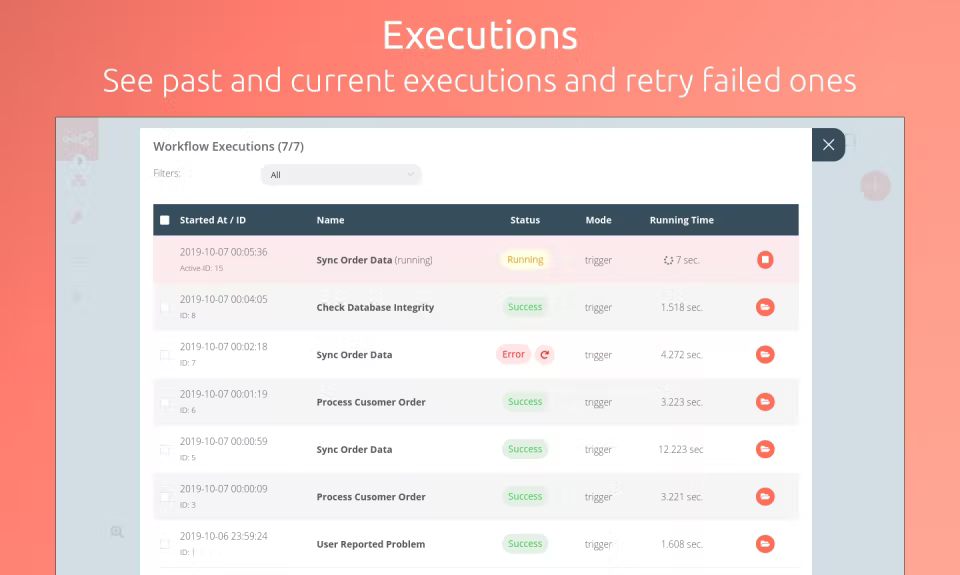 Executions
See past and current executions and retry failed ones
Workflow Executions (7/7)
Filters: All
Started At / ID Name Status Mode Running Time
2019-10-07 00:05:36
Active-ID: 15
Sync Order Data (running) Running trigger 7 sec.
2019-10-07 00:04:05
ID: 8
Check Database Integrity Success trigger 1.518 sec.
2019-10-07 00:02:18
ID: 7
Sync Order Data Error trigger 4.272 sec.
2019-10-07 00:01:19
ID: 6
Process Cusomer Order Success trigger 3.223 sec.
2019-10-07 00:00:59
ID: 5
Sync Order Data Success trigger 12.223 sec
2019-10-07 00:00:09
ID: 3
Process Cusomer Order Success trigger 3.221 sec.
2019-10-06 23:59:24
ID: 1
User Reported Problem Success trigger 1.608 sec.